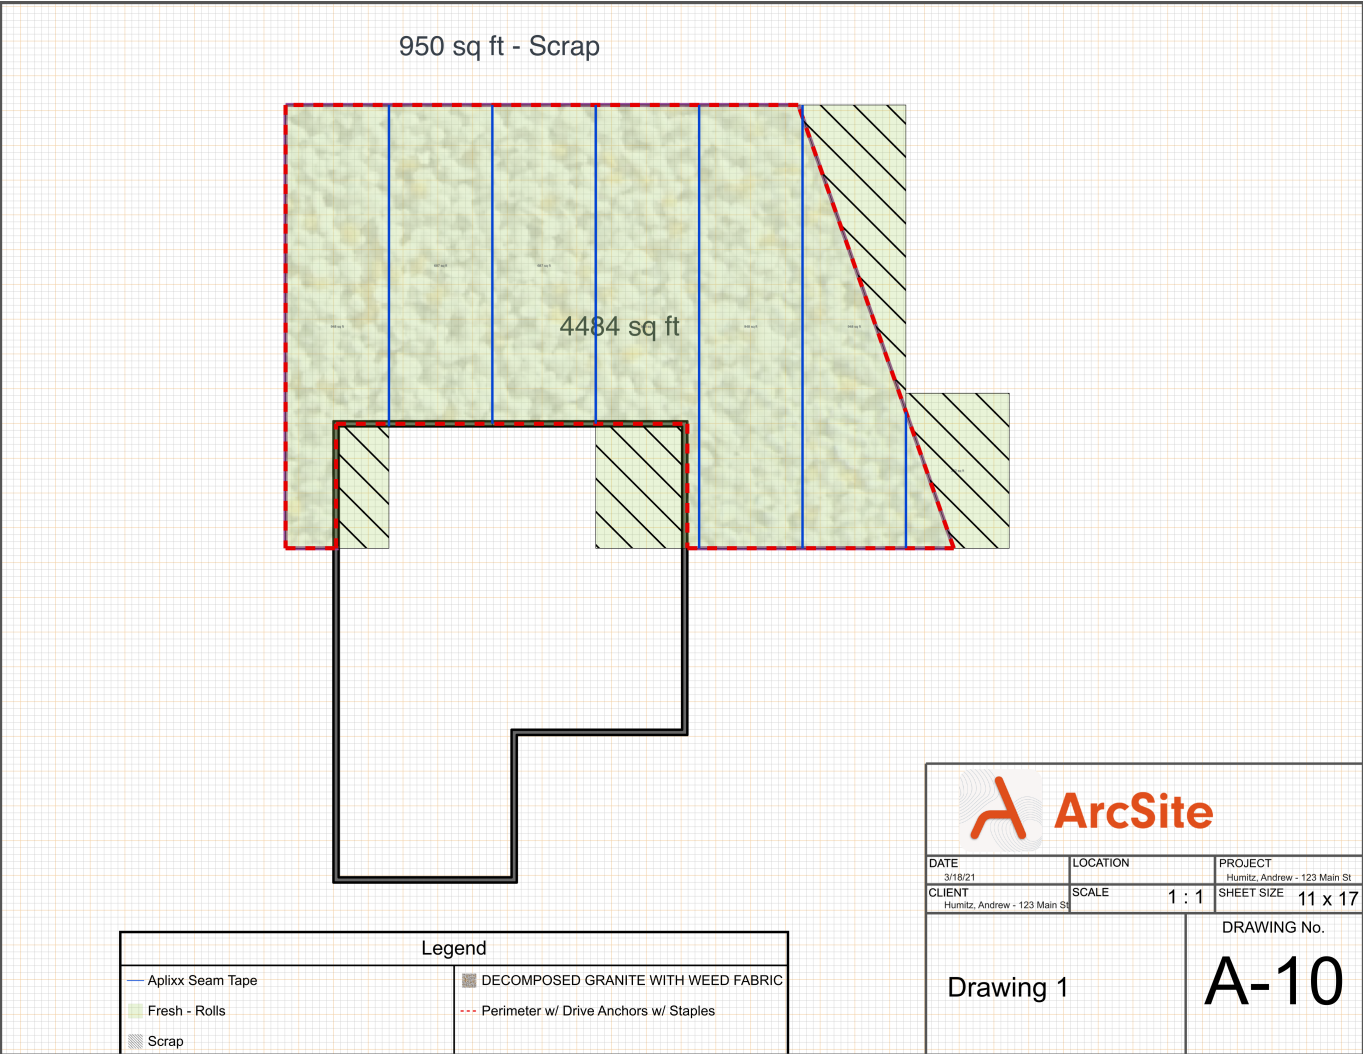 950 sq ft - Scrap
4484 sq ft
ArcSite
DATE
3/18/21
LOCATION
PROJECT
Humitz, Andrew - 123 Main St
CLIENT
Humitz, Andrew - 123 Main St
SCALE
1 : 1
SHEET SIZE
11 x 17
Drawing 1
DRAWING No.
A-10
Legend
Aplixx Seam Tape
Fresh - Rolls
Scrap
DECOMPOSED GRANITE WITH WEED FABRIC
Perimeter w/ Drive Anchors w/ Staples